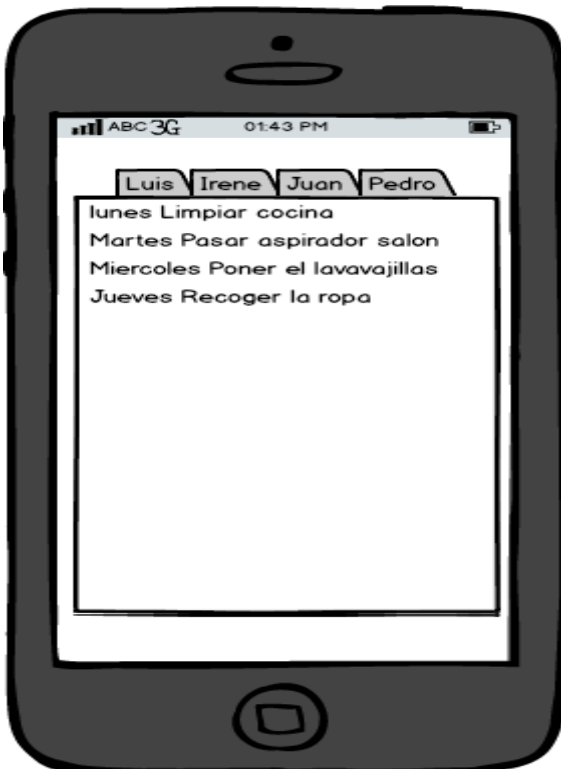 ABC 3G 01:43 PM
Luis Irene Juan Pedro
lunes Limpiar cocina
Martes Pasar aspirador salon
Miercoles Poner el lavavajillas
Jueves Recoger la ropa